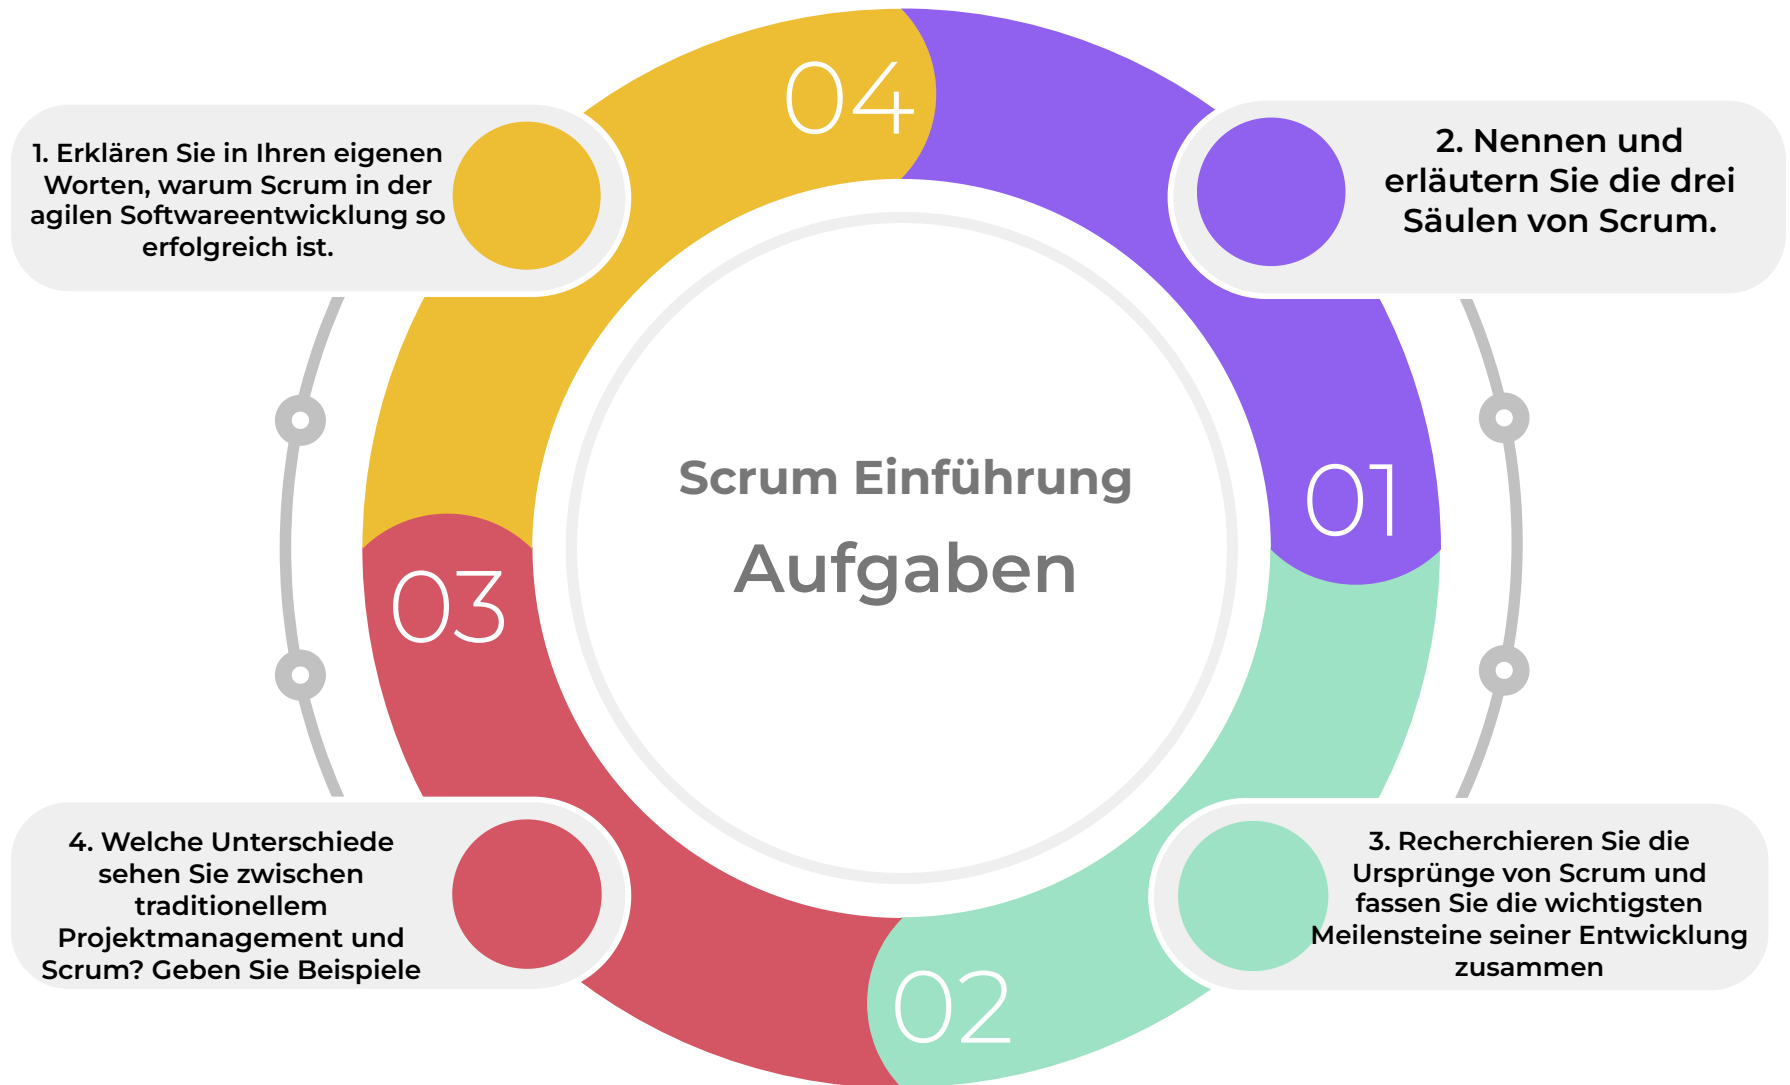 04
1. Erklären Sie in Ihren eigenen
Worten, warum Scrum in der
agilen Softwareentwicklung so
erfolgreich ist.
2. Nennen und
erläutern Sie die drei
Säulen von Scrum.
Scrum Einführung
Aufgaben
01
03
4. Welche Unterschiede
sehen Sie zwischen
traditionellem
Projektmanagement und
Scrum? Geben Sie Beispiele
3. Recherchieren Sie die
Ursprünge von Scrum und
fassen Sie die wichtigsten
Meilensteine seiner Entwicklung
zusammen
02